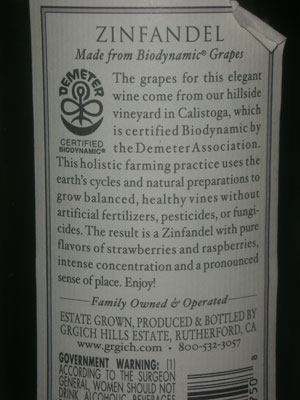 ZINFANDEL
Made from Biodynamic® Grapes
DEMETER
CERTIFIED
BIODYNAMIC®
The grapes for this elegant
wine come from our hillside
vineyard in Calistoga, which
is certified Biodynamic by
the Demeter Association.
This holistic farming practice uses the
earth's cycles and natural preparations to
grow balanced, healthy vines without
artificial fertilizers, pesticides, or fungi-
cides. The result is a Zinfandel with pure
flavors of strawberries and raspberries,
intense concentration and a pronounced
sense of place. Enjoy!
Family Owned & Operated
ESTATE GROWN, PRODUCED & BOTTLED BY
GRGICH HILLS ESTATE, RUTHERFORD, CA
www.grgich.com • 800-532-3057
GOVERNMENT WARNING: (1)
ACCORDING TO THE SURGEON
GENERAL, WOMEN SHOULD NOT
DRINK ALCOHOLIC BEVERAGES